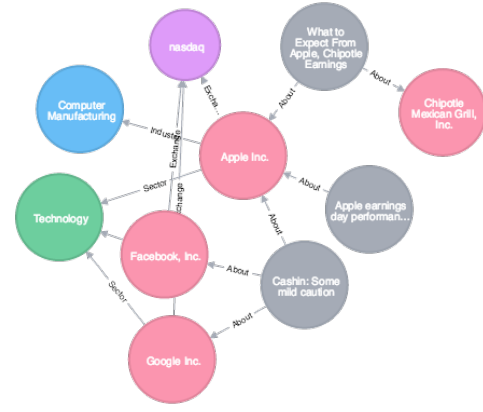 What to
Expect From
Apple, Chipotle
Earnings
nasdaq
About
About
Excha...
Computer
Manufacturing
Chipotle
Mexican Grill,
Inc.
Industry
Exchange
Apple Inc.
Sector
About
Apple earnings
day performan...
Technology
About
Facebook, Inc.
About
Cashin: Some
mild caution
Sector
About
Google Inc.